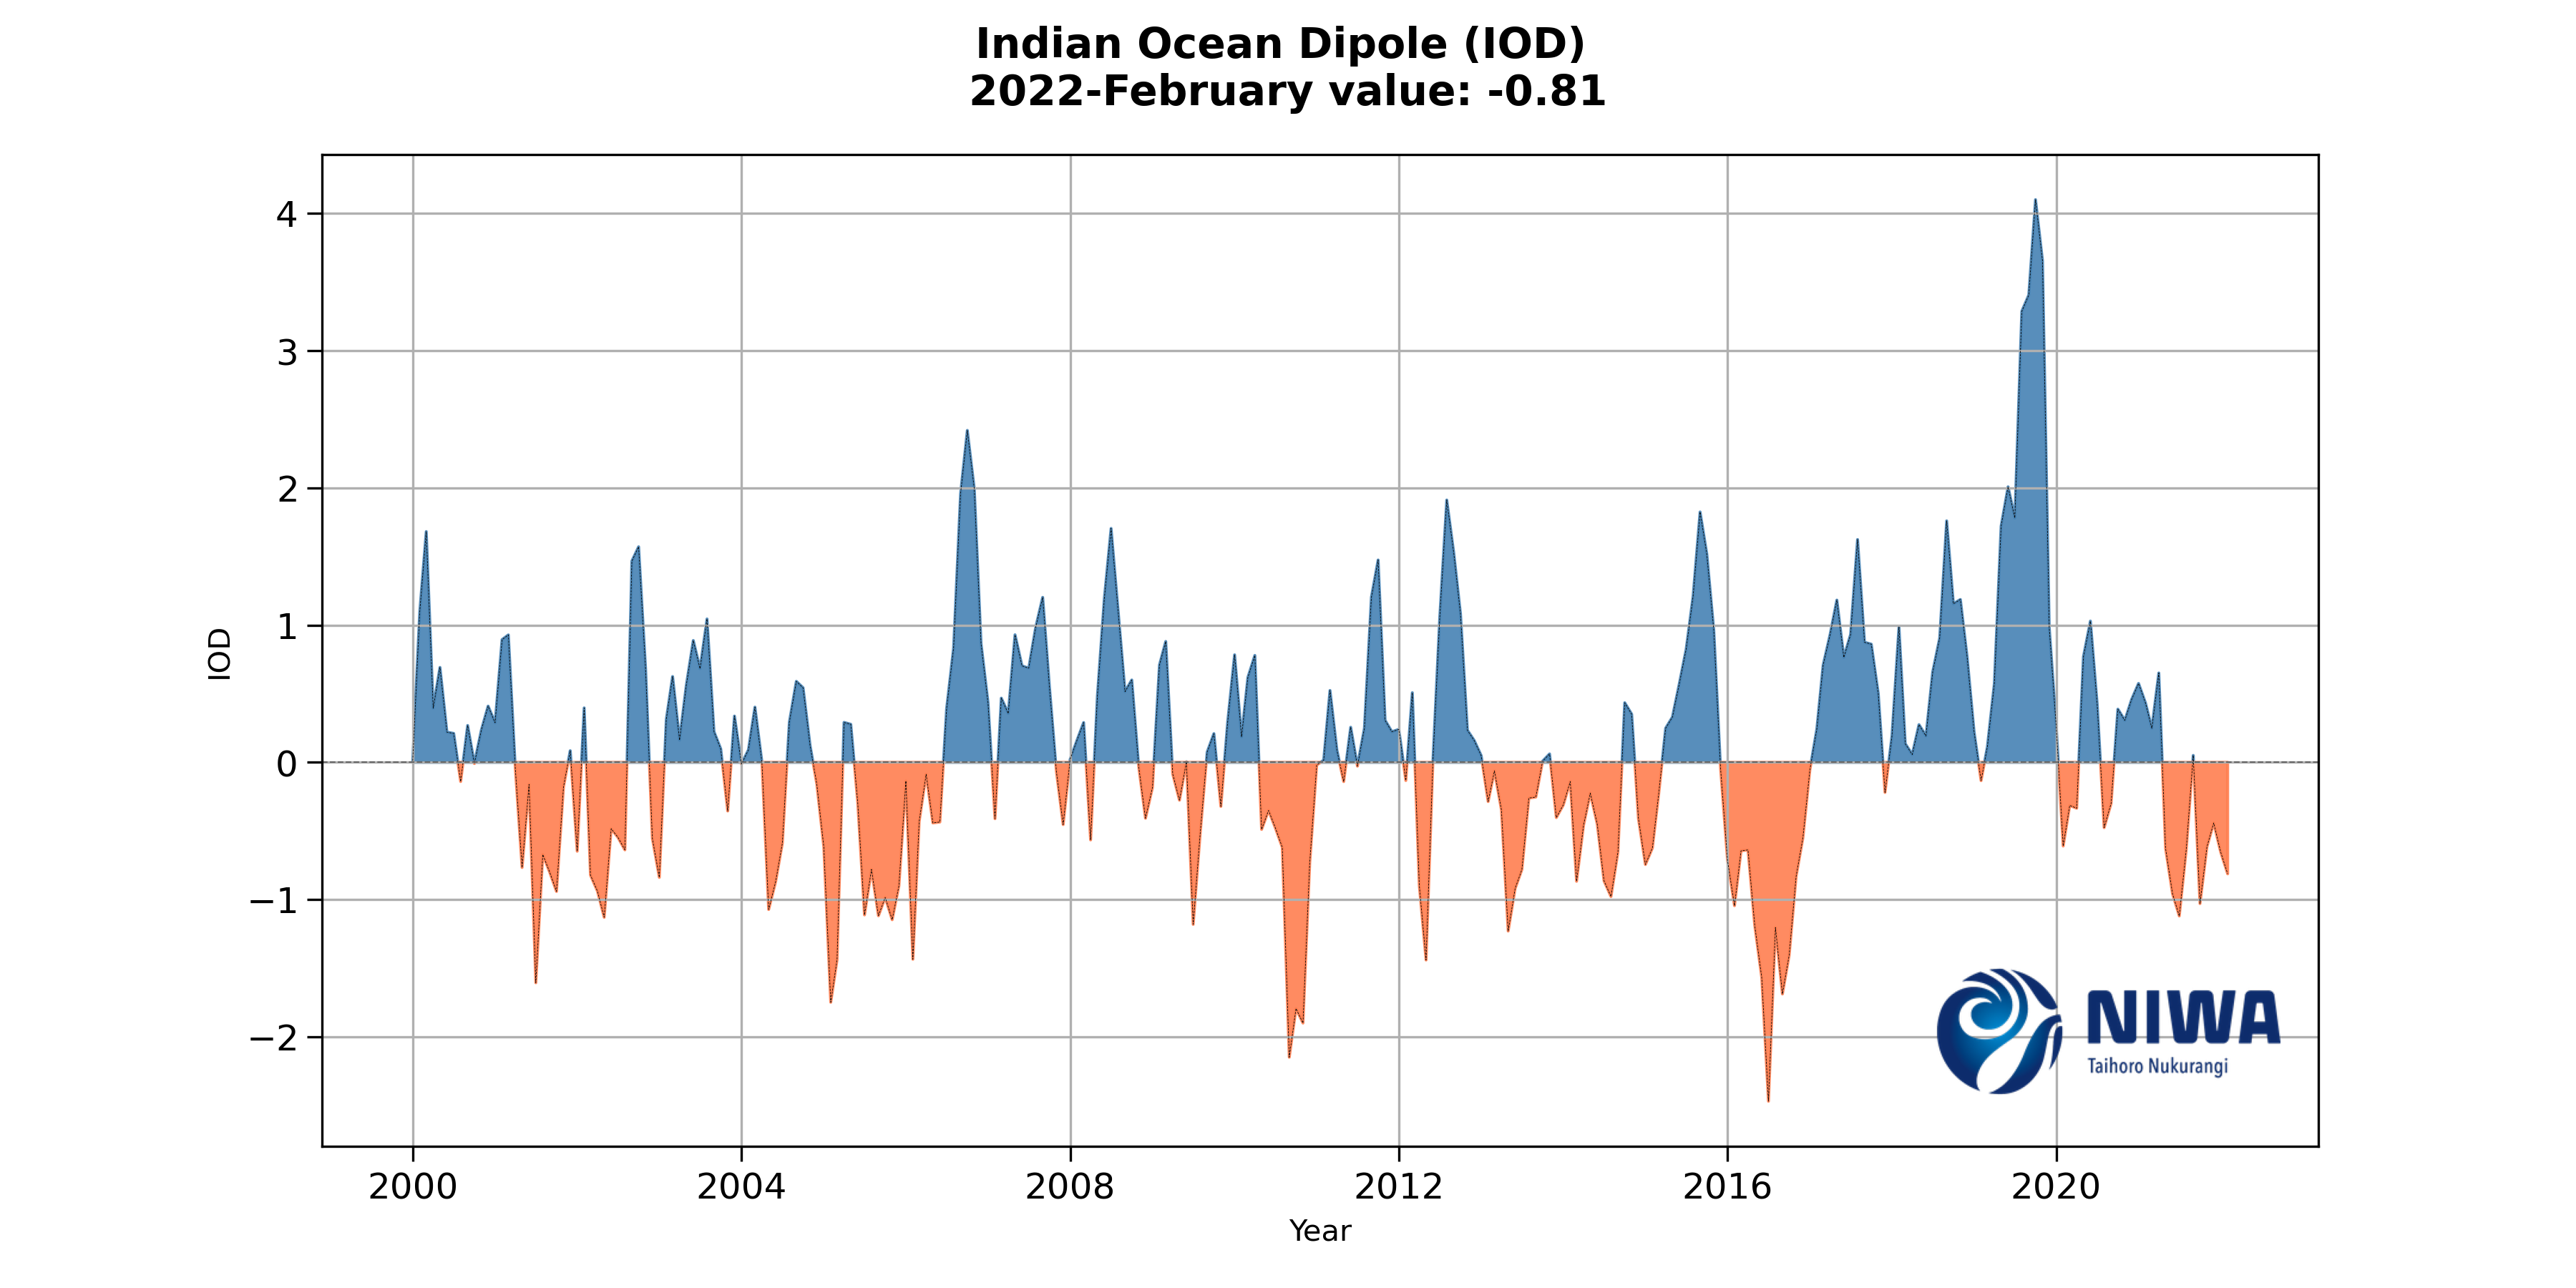 Indian Ocean Dipole (IOD)
2022-February value: -0.81
4
3
2
1
0
−1
−2
IOD
2000 2004 2008 2012 2016 2020
Year
NIWA
Taihoro Nukurangi